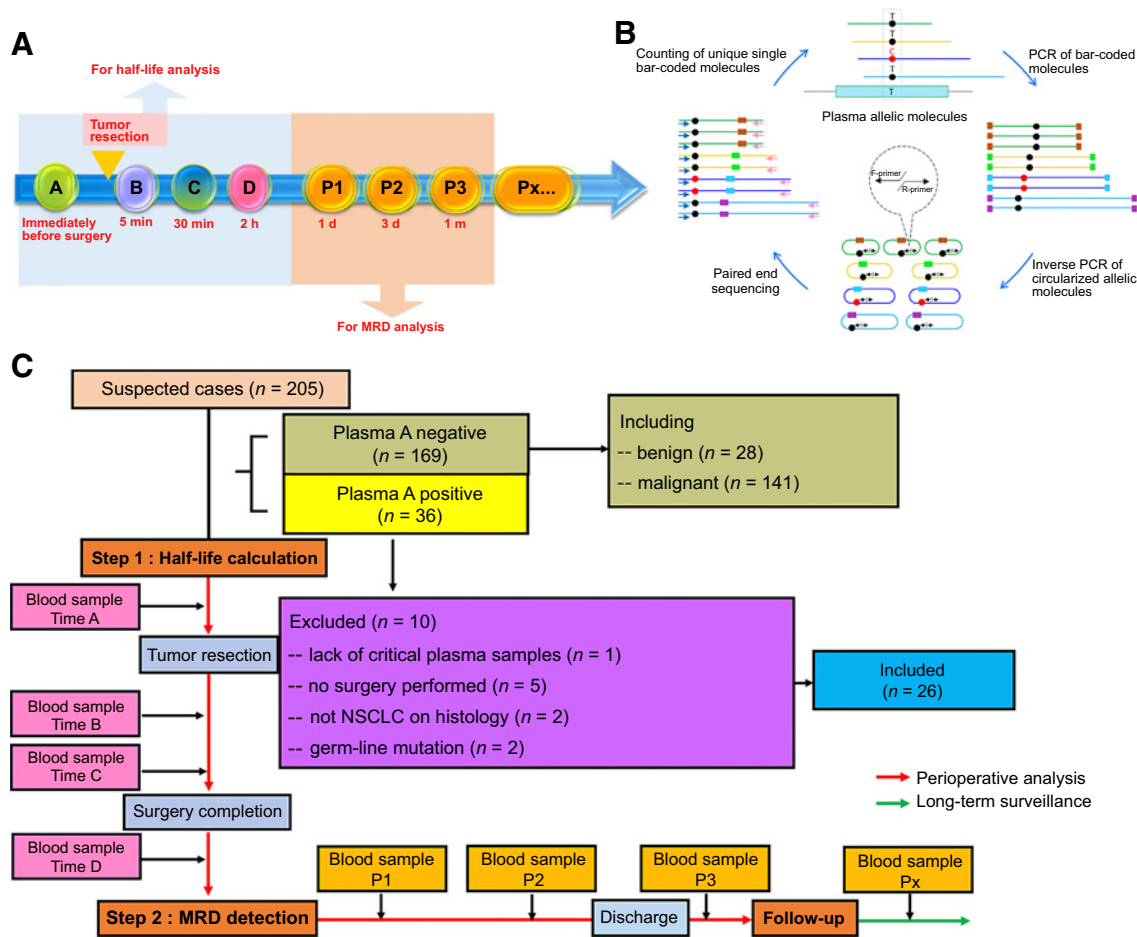 A
For half-life analysis
Tumor
resection
A
B
C
D
P1
P2
P3
Px...
Immediately
before surgery
5 min
30 min
2 h
1 d
3 d
1 m
For MRD analysis
B
Counting of unique single
bar-coded molecules
T
T
C
T
T
Plasma allelic molecules
PCR of bar-coded
molecules
F-primer
R-primer
Paired end
sequencing
Inverse PCR of
circularized allelic
molecules
C
Suspected cases (n = 205)
Plasma A negative
(n = 169)
Plasma A positive
(n = 36)
Including
-- benign (n = 28)
-- malignant (n = 141)
Step 1 : Half-life calculation
Blood sample
Time A
Tumor resection
Excluded (n = 10)
-- lack of critical plasma samples (n = 1)
-- no surgery performed (n = 5)
-- not NSCLC on histology (n = 2)
-- germ-line mutation (n = 2)
Included
(n = 26)
Blood sample
Time B
Blood sample
Time C
Surgery completion
Perioperative analysis
Long-term surveillance
Blood sample
Time D
Blood sample
P1
Blood sample
P2
Blood sample
P3
Blood sample
Px
Step 2 : MRD detection
Discharge
Follow-up